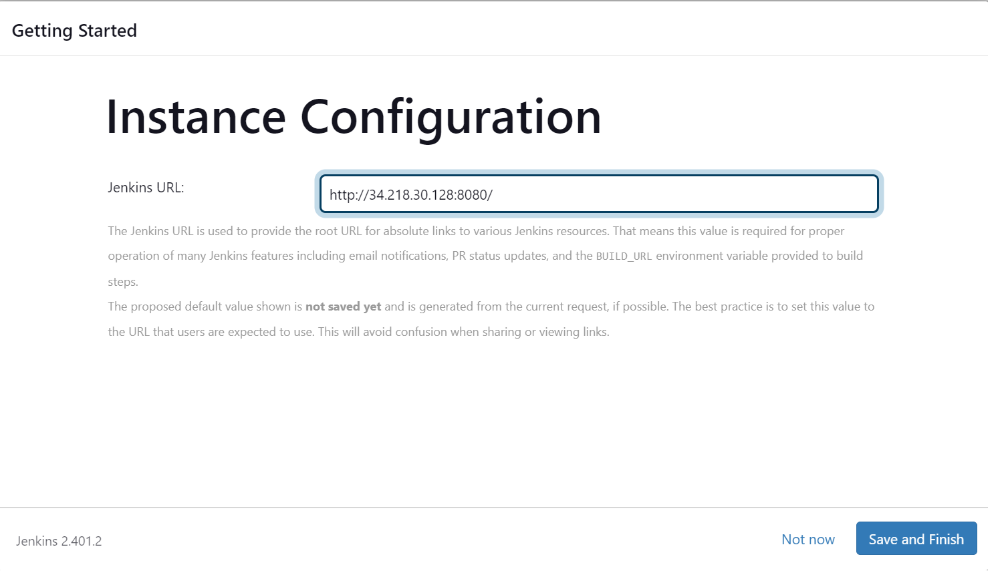 Getting Started
Instance Configuration
Jenkins URL:
http://34.218.30.128:8080/
The Jenkins URL is used to provide the root URL for absolute links to various Jenkins resources. That means this value is required for proper
operation of many Jenkins features including email notifications, PR status updates, and the BUILD_URL environment variable provided to build
steps.
The proposed default value shown is not saved yet and is generated from the current request, if possible. The best practice is to set this value to
the URL that users are expected to use. This will avoid confusion when sharing or viewing links.
Jenkins 2.401.2
Not now
Save and Finish